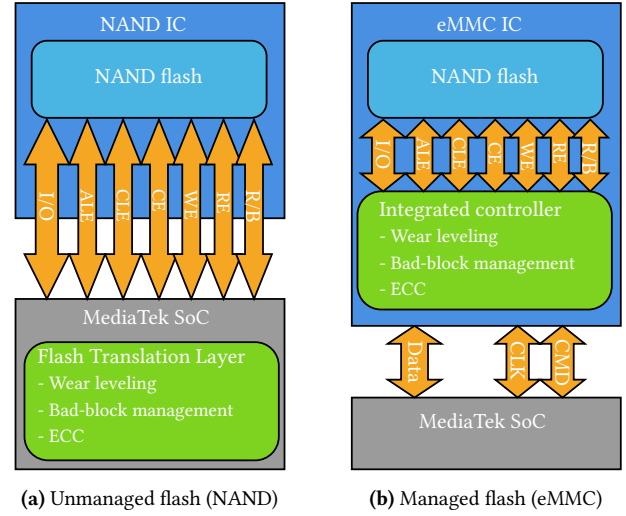 NAND IC
NAND flash
I/O
ALE
CLE
CE
WE
RE
R/B
MediaTek SoC
Flash Translation Layer
- Wear leveling
- Bad-block management
- ECC
(a) Unmanaged flash (NAND)
eMMC IC
NAND flash
I/O
ALE
CLE
CE
WE
RE
R/B
Integrated controller
- Wear leveling
- Bad-block management
- ECC
Data
CLK
CMD
MediaTek SoC
(b) Managed flash (eMMC)